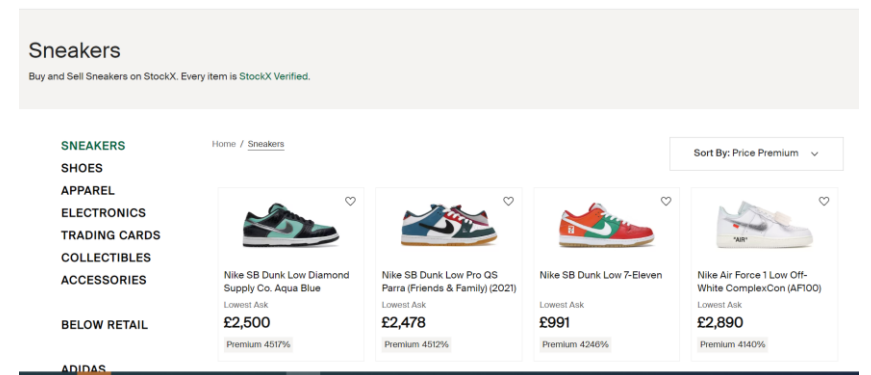 Sneakers
Buy and Sell Sneakers on StockX. Every item is StockX Verified.
SNEAKERS
SHOES
APPAREL
ELECTRONICS
TRADING CARDS
COLLECTIBLES
ACCESSORIES
BELOW RETAIL
ADIDAS
Home / Sneakers
Sort By: Price Premium
Nike SB Dunk Low Diamond
Supply Co. Aqua Blue
Lowest Ask
£2,500
Premium 4517%
Nike SB Dunk Low Pro QS
Parra (Friends & Family) (2021)
Lowest Ask
£2,478
Premium 4512%
Nike SB Dunk Low 7-Eleven
Lowest Ask
£991
Premium 4246%
"AIR"
Nike Air Force 1 Low Off-
White ComplexCon (AF100)
Lowest Ask
£2,890
Premium 4140%